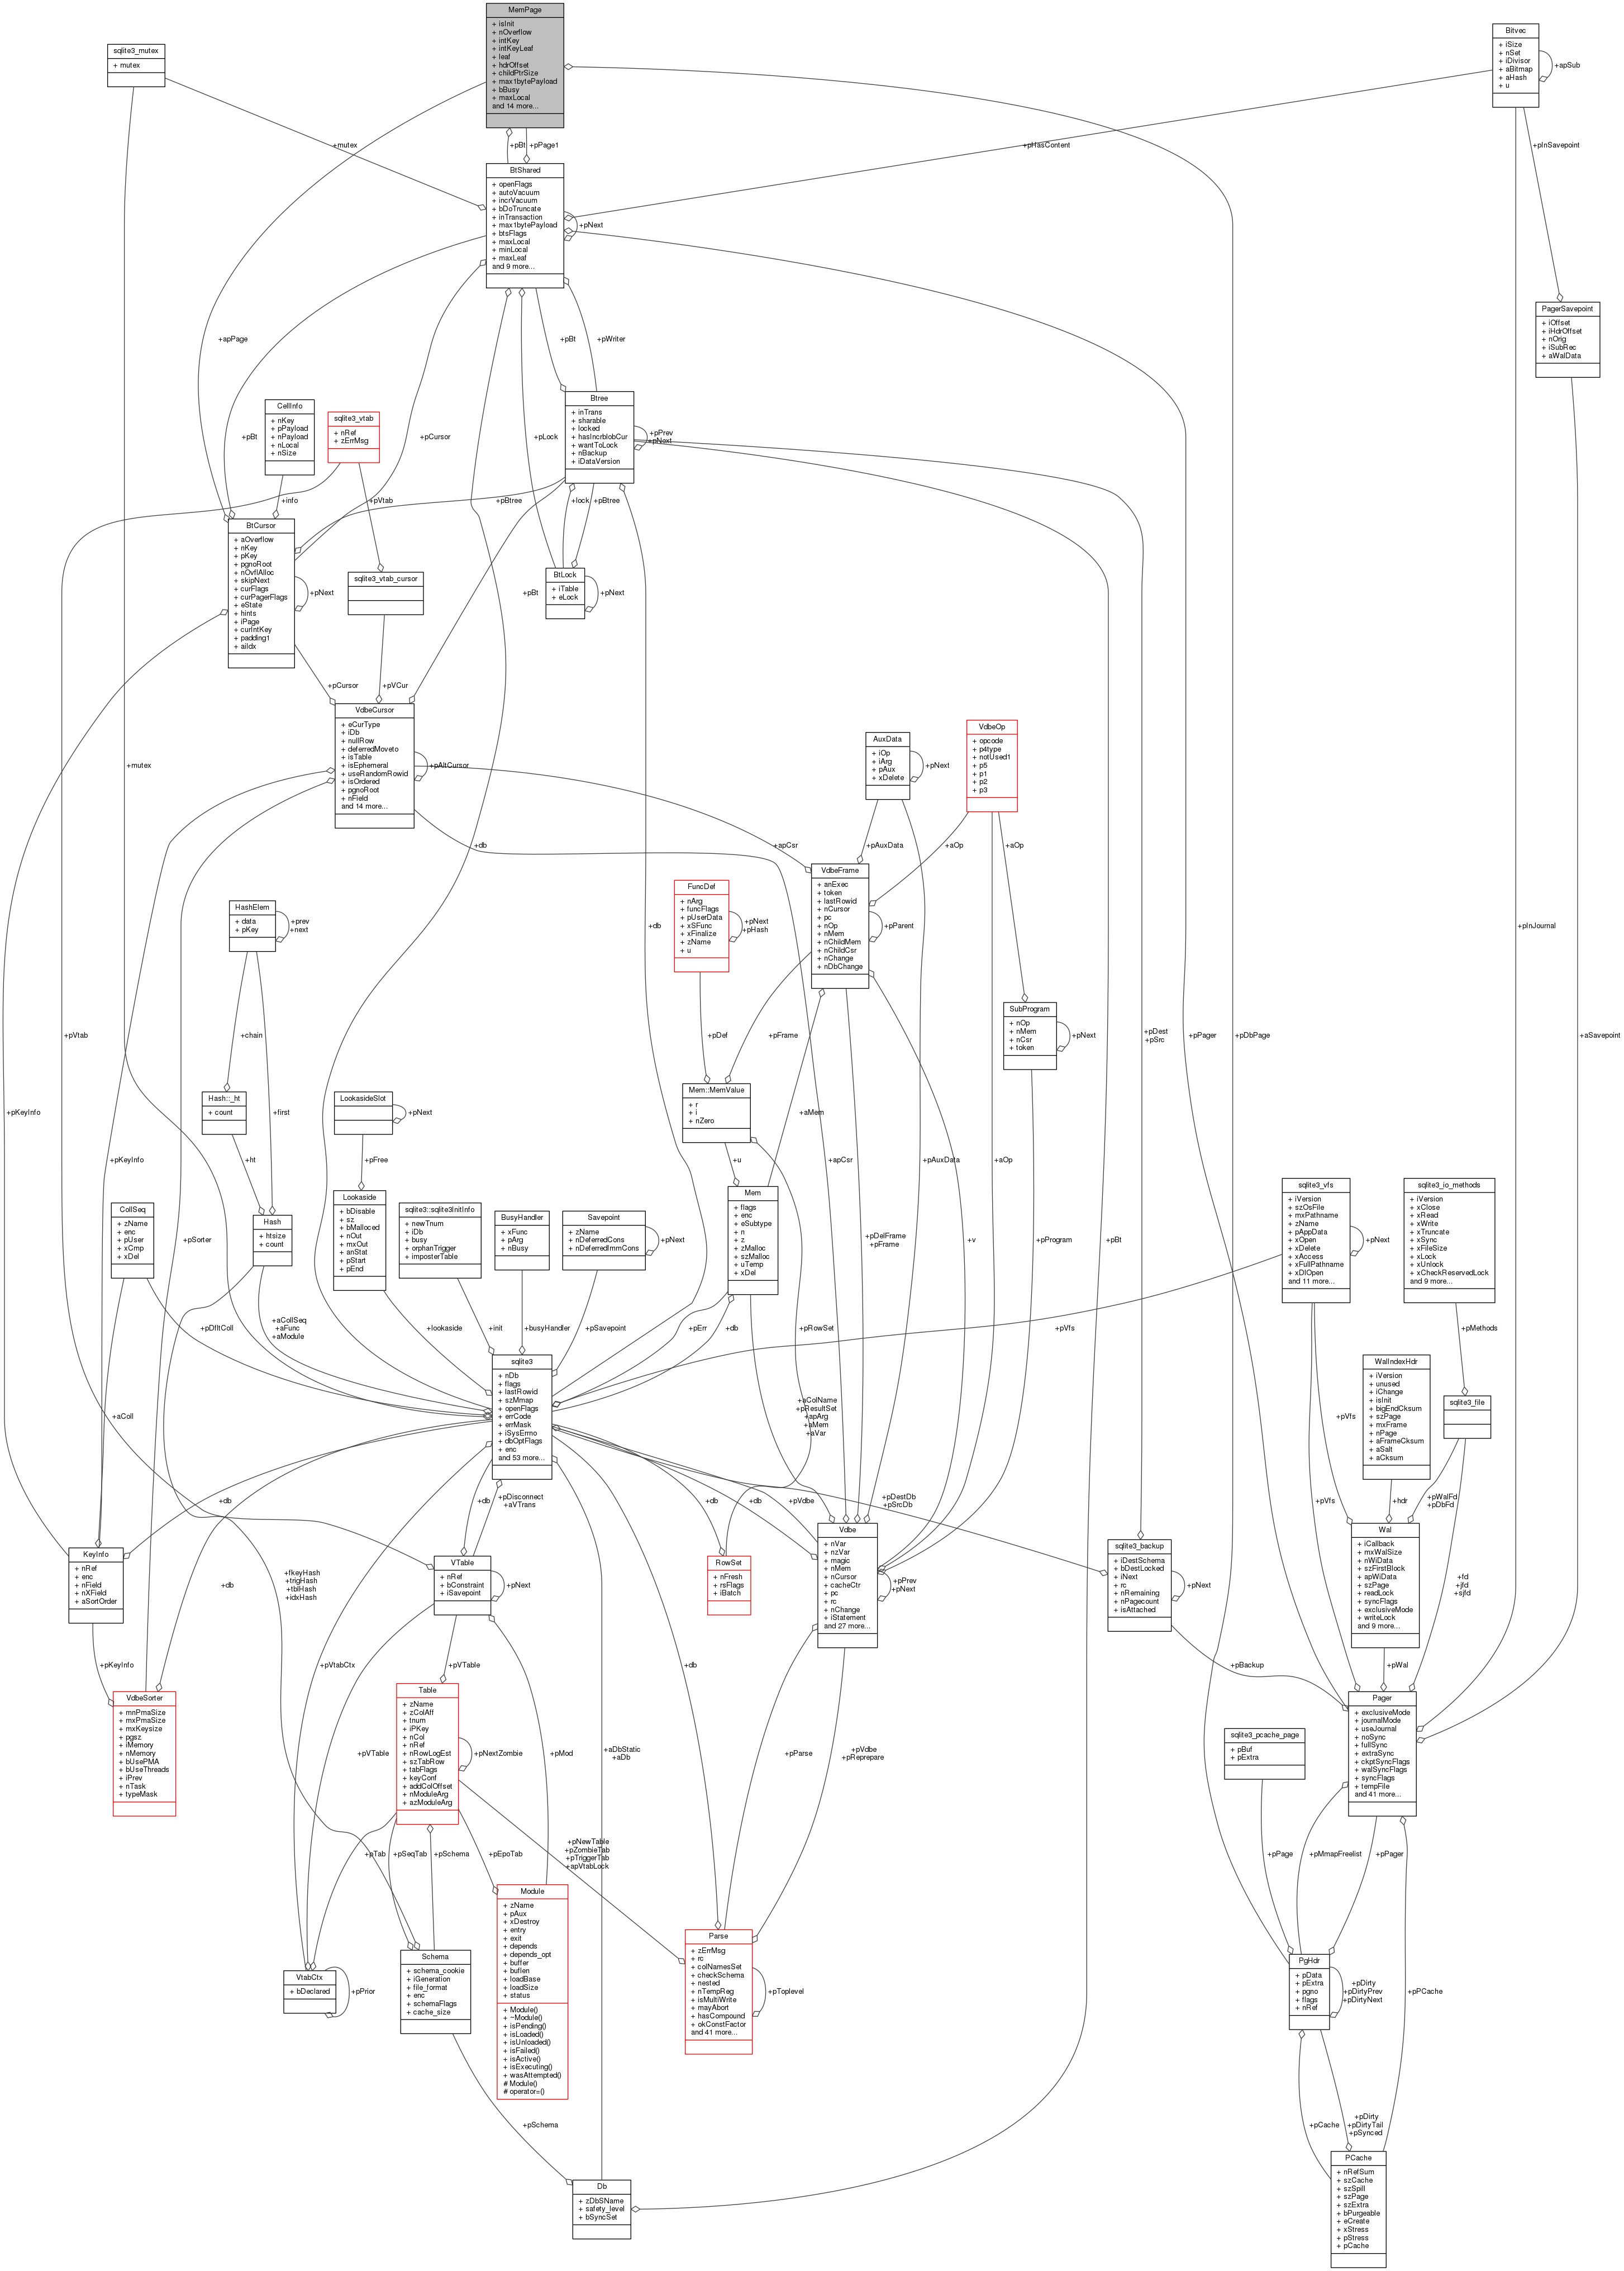 MemPage
+ isInit
+ nOverflow
+ intKey
+ intKeyLeaf
+ leaf
+ hdrOffset
+ childPtrSize
+ max1bytePayload
+ bBusy
+ maxLocal
and 14 more...
Bitvec
+ iSize
+ nSet
+ iDivisor
+ aBitmap
+ aHash
+ u
+apSub
sqlite3_mutex
+ mutex
+mutex
+pBt
+pPage1
+pHasContent
+pInSavepoint
BtShared
+ openFlags
+ autoVacuum
+ incrVacuum
+ bDoTruncate
+ inTransaction
+ max1bytePayload
+ btsFlags
+ maxLocal
+ minLocal
+ maxLeaf
and 9 more...
+pNext
PagerSavepoint
+ iOffset
+ iHdrOffset
+ nOrig
+ iSubRec
+ aWalData
+apPage
+pBt
+pWriter
Btree
+ inTrans
+ sharable
+ locked
+ hasIncrblobCur
+ wantToLock
+ nBackup
+ iDataVersion
+pPrev
+pNext
CellInfo
+ nKey
+ pPayload
+ nPayload
+ nLocal
+ nSize
sqlite3_vtab
+ nRef
+ zErrMsg
+pBt
+pCursor
+pLock
+info
+pVtab
+pBtree
+lock
+pBtree
BtCursor
+ aOverflow
+ nKey
+ pKey
+ pgnoRoot
+ nOvflAlloc
+ skipNext
+ curFlags
+ curPagerFlags
+ eState
+ hints
+ iPage
+ curIntKey
+ padding1
+ aiIdx
+pNext
sqlite3_vtab_cursor
+pBt
BtLock
+ iTable
+ eLock
+pNext
+pCursor
+pVCur
VdbeCursor
+ eCurType
+ iDb
+ nullRow
+ deferredMoveto
+ isTable
+ isEphemeral
+ useRandomRowid
+ isOrdered
+ pgnoRoot
+ nField
and 14 more...
+pAltCursor
+mutex
AuxData
+ iOp
+ iArg
+ pAux
+ xDelete
+pNext
VdbeOp
+ opcode
+ p4type
+ notUsed1
+ p5
+ p1
+ p2
+ p3
+db
+apCsr
+pAuxData
+aOp
+aOp
VdbeFrame
+ anExec
+ token
+ lastRowid
+ nCursor
+ pc
+ nOp
+ nMem
+ nChildMem
+ nChildCsr
+ nChange
+ nDbChange
+pParent
FuncDef
+ nArg
+ funcFlags
+ pUserData
+ xSFunc
+ xFinalize
+ zName
+ u
+pNext
+pHash
HashElem
+ data
+ pKey
+prev
+next
+db
+pInJournal
SubProgram
+ nOp
+ nMem
+ nCsr
+ token
+pNext
+pVtab
+chain
+pDef
+pFrame
+pDest
+pSrc
+pPager
+pDbPage
+aSavepoint
Hash::_ht
+ count
LookasideSlot
+pNext
Mem::MemValue
+ r
+ i
+ nZero
+pKeyInfo
+first
+aMem
+ht
+pFree
+u
+pKeyInfo
+apCsr
+pAuxData
+aOp
CollSeq
+ zName
+ enc
+ pUser
+ xCmp
+ xDel
Hash
+ htsize
+ count
Lookaside
+ bDisable
+ sz
+ bMalloced
+ nOut
+ mxOut
+ anStat
+ pStart
+ pEnd
sqlite3::sqlite3InitInfo
+ newTnum
+ iDb
+ busy
+ orphanTrigger
+ imposterTable
BusyHandler
+ xFunc
+ pArg
+ nBusy
Savepoint
+ zName
+ nDeferredCons
+ nDeferredImmCons
+pNext
Mem
+ flags
+ enc
+ eSubtype
+ n
+ z
+ zMalloc
+ szMalloc
+ uTemp
+ xDel
+pSorter
+pDelFrame
+pFrame
+v
+pProgram
+pBt
sqlite3_vfs
+ iVersion
+ szOsFile
+ mxPathname
+ zName
+ pAppData
+ xOpen
+ xDelete
+ xAccess
+ xFullPathname
+ xDlOpen
and 11 more...
+pNext
sqlite3_io_methods
+ iVersion
+ xClose
+ xRead
+ xWrite
+ xTruncate
+ xSync
+ xFileSize
+ xLock
+ xUnlock
+ xCheckReservedLock
and 9 more...
+pDfltColl
+aCollSeq
+aFunc
+aModule
+lookaside
+init
+busyHandler
+pSavepoint
+pErr
+db
+pRowSet
+pVfs
+pMethods
sqlite3
+ nDb
+ flags
+ lastRowid
+ szMmap
+ openFlags
+ errCode
+ errMask
+ iSysErrno
+ dbOptFlags
+ enc
and 53 more...
WalIndexHdr
+ iVersion
+ unused
+ iChange
+ isInit
+ bigEndCksum
+ szPage
+ mxFrame
+ nPage
+ aFrameCksum
+ aSalt
+ aCksum
sqlite3_file
+aColl
+aColName
+pResultSet
+apArg
+aMem
+aVar
+pVfs
+db
+db
+pDisconnect
+aVTrans
+db
+db
+pVdbe
+pDestDb
+pSrcDb
+pVfs
+hdr
+pWalFd
+pDbFd
KeyInfo
+ nRef
+ enc
+ nField
+ nXField
+ aSortOrder
VTable
+ nRef
+ bConstraint
+ iSavepoint
+pNext
RowSet
+ nFresh
+ rsFlags
+ iBatch
Vdbe
+ nVar
+ nzVar
+ magic
+ nMem
+ nCursor
+ cacheCtr
+ pc
+ rc
+ nChange
+ iStatement
and 27 more...
+pPrev
+pNext
sqlite3_backup
+ iDestSchema
+ bDestLocked
+ iNext
+ rc
+ nRemaining
+ nPagecount
+ isAttached
+pNext
Wal
+ iCallback
+ mxWalSize
+ nWiData
+ szFirstBlock
+ apWiData
+ szPage
+ readLock
+ syncFlags
+ exclusiveMode
+ writeLock
and 9 more...
+fd
+jfd
+sjfd
+db
+fkeyHash
+trigHash
+tblHash
+idxHash
+pKeyInfo
+pVtabCtx
+pVTable
+db
+pBackup
+pWal
VdbeSorter
+ mnPmaSize
+ mxPmaSize
+ mxKeysize
+ pgsz
+ iMemory
+ nMemory
+ bUsePMA
+ bUseThreads
+ iPrev
+ nTask
+ typeMask
Table
+ zName
+ zColAff
+ tnum
+ iPKey
+ nCol
+ nRef
+ nRowLogEst
+ szTabRow
+ tabFlags
+ keyConf
+ addColOffset
+ nModuleArg
+ azModuleArg
+pNextZombie
Pager
+ exclusiveMode
+ journalMode
+ useJournal
+ noSync
+ fullSync
+ extraSync
+ ckptSyncFlags
+ walSyncFlags
+ syncFlags
+ tempFile
and 41 more...
+pVTable
+pMod
+aDbStatic
+aDb
+pParse
+pVdbe
+pReprepare
sqlite3_pcache_page
+ pBuf
+ pExtra
+pTab
+pSeqTab
+pSchema
+pEpoTab
+pNewTable
+pZombieTab
+pTriggerTab
+apVtabLock
+pPage
+pMmapFreelist
+pPager
Module
+ zName
+ pAux
+ xDestroy
+ entry
+ exit
+ depends
+ depends_opt
+ buffer
+ buflen
+ loadBase
+ loadSize
+ status
+ Module()
+ ~Module()
+ isPending()
+ isLoaded()
+ isUnloaded()
+ isFailed()
+ isActive()
+ isExecuting()
+ wasAttempted()
# Module()
# operator=()
Parse
+ zErrMsg
+ rc
+ colNamesSet
+ checkSchema
+ nested
+ nTempReg
+ isMultiWrite
+ mayAbort
+ hasCompound
+ okConstFactor
and 41 more...
+pToplevel
VtabCtx
+ bDeclared
+pPrior
Schema
+ schema_cookie
+ iGeneration
+ file_format
+ enc
+ schemaFlags
+ cache_size
PgHdr
+ pData
+ pExtra
+ pgno
+ flags
+ nRef
+pDirty
+pDirtyPrev
+pDirtyNext
+pPCache
+pSchema
+pCache
+pDirty
+pDirtyTail
+pSynced
Db
+ zDbSName
+ safety_level
+ bSyncSet
PCache
+ nRefSum
+ szCache
+ szSpill
+ szPage
+ szExtra
+ bPurgeable
+ eCreate
+ xStress
+ pStress
+ pCache